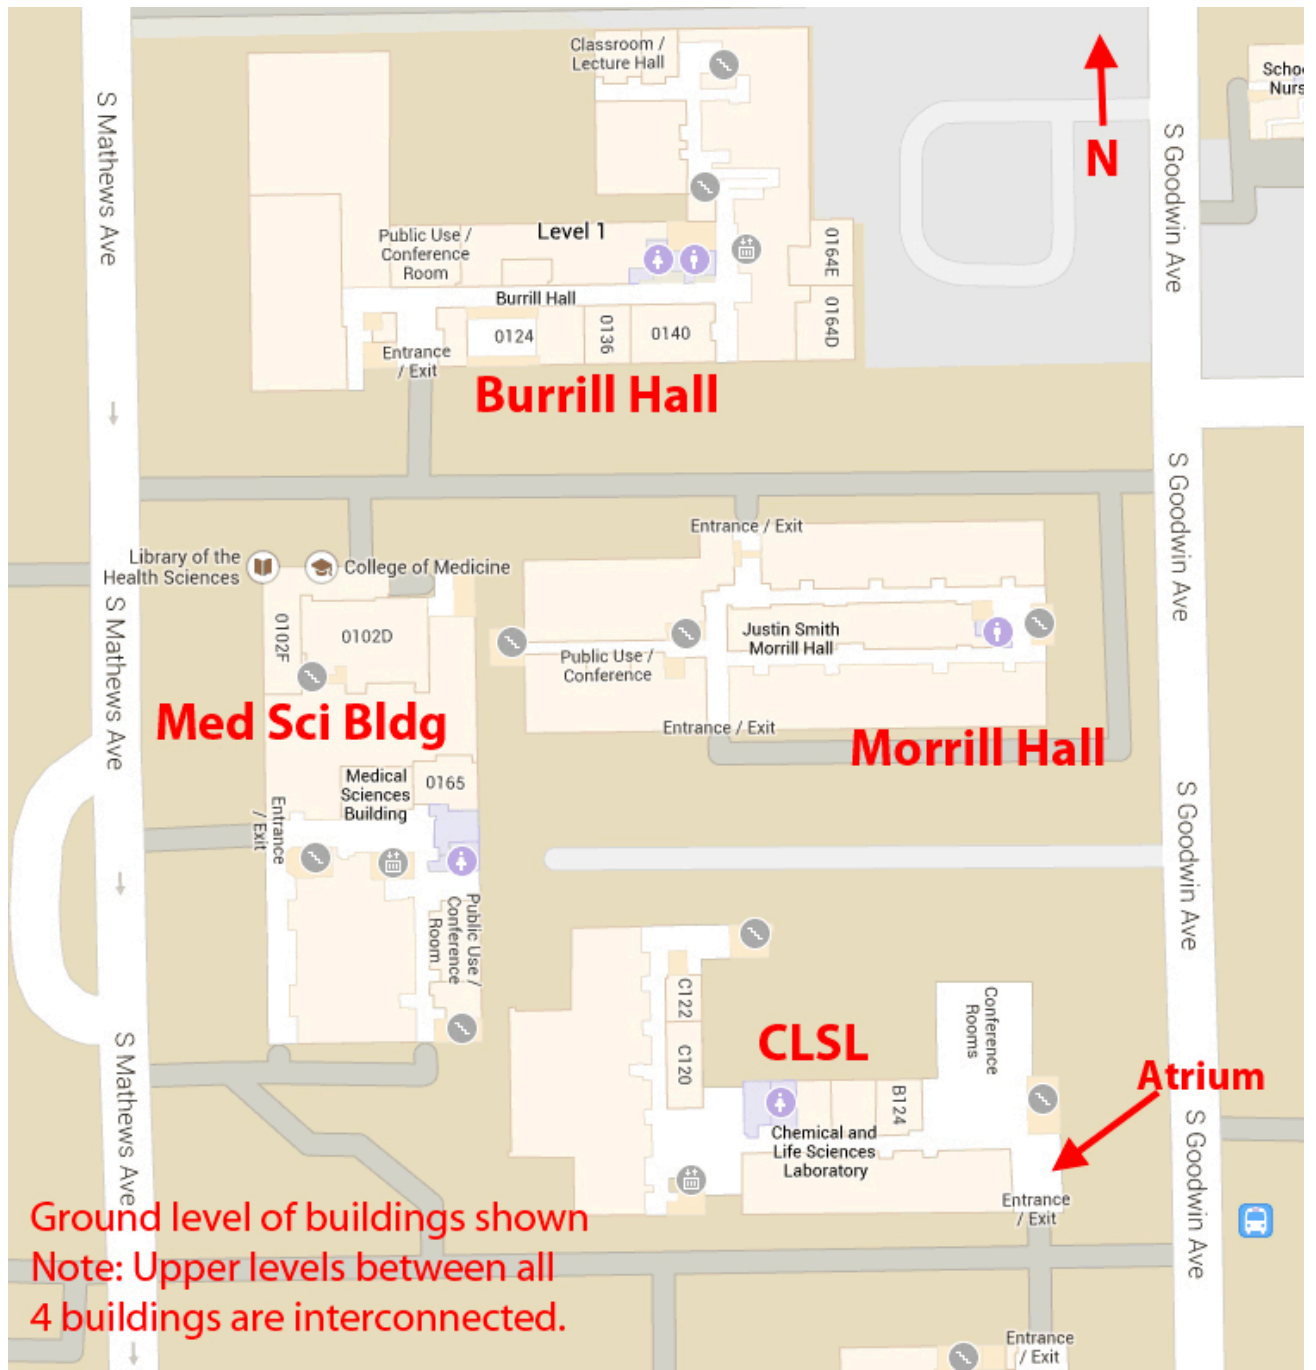 Classroom /
Lecture Hall
Schoo
Nurs
N
S Mathews Ave
S Goodwin Ave
Level 1
Public Use /
Conference
Room
0164E
0164D
Burrill Hall
0124
0136
0140
Entrance
/ Exit
Burrill Hall
S Goodwin Ave
Entrance / Exit
Library of the
Health Sciences
College of Medicine
S Mathews Ave
0102F
0102D
Justin Smith
Morrill Hall
Public Use /
Conference
Med Sci Bldg
Entrance / Exit
Morrill Hall
Medical
Sciences
Building
0165
Entrance
/ Exit
S Goodwin Ave
Public Use /
Conference
Room
C122
C120
Conference
Rooms
CLSL
Atrium
B124
Chemical and
Life Sciences
Laboratory
S Mathews Ave
S Goodwin Ave
Entrance
/ Exit
Ground level of buildings shown
Note: Upper levels between all
4 buildings are interconnected.
Entrance
/ Exit